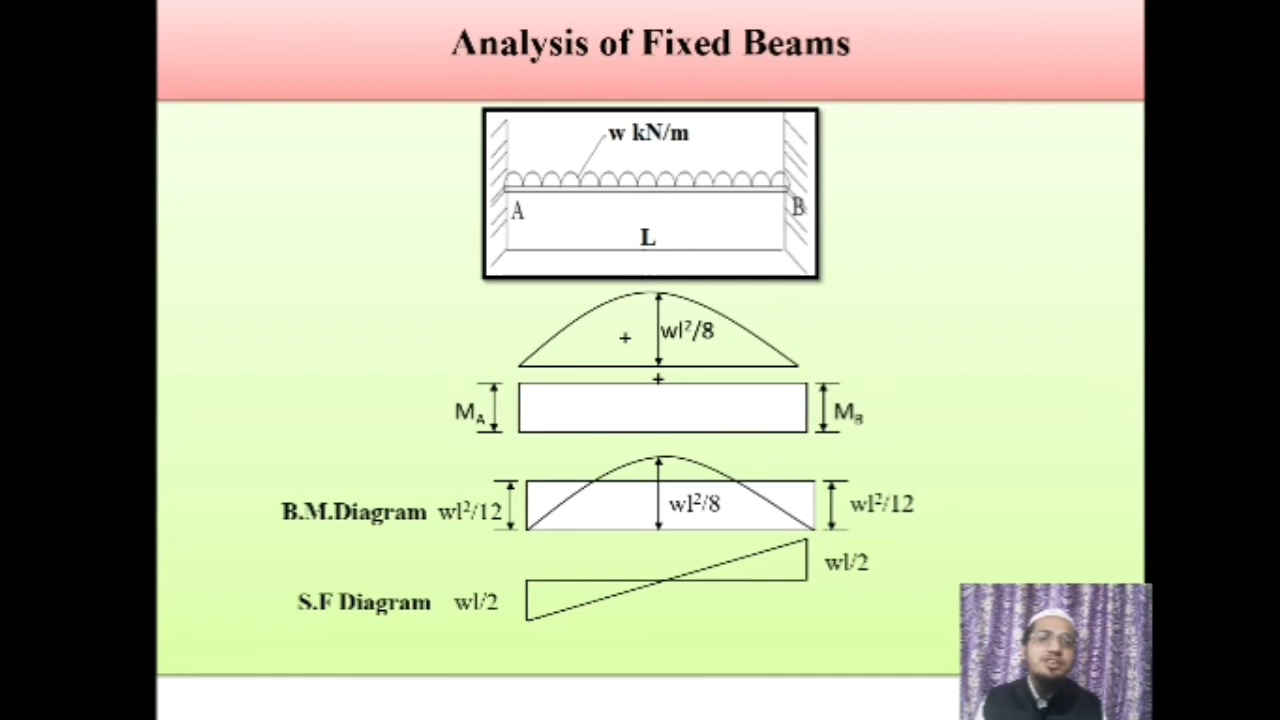 Analysis of Fixed Beams
w kN/m
A
B
L
+
wl²/8
+
M_A
M_B
B.M.Diagram wl²/12
wl²/8
wl²/12
wl/2
S.F Diagram wl/2